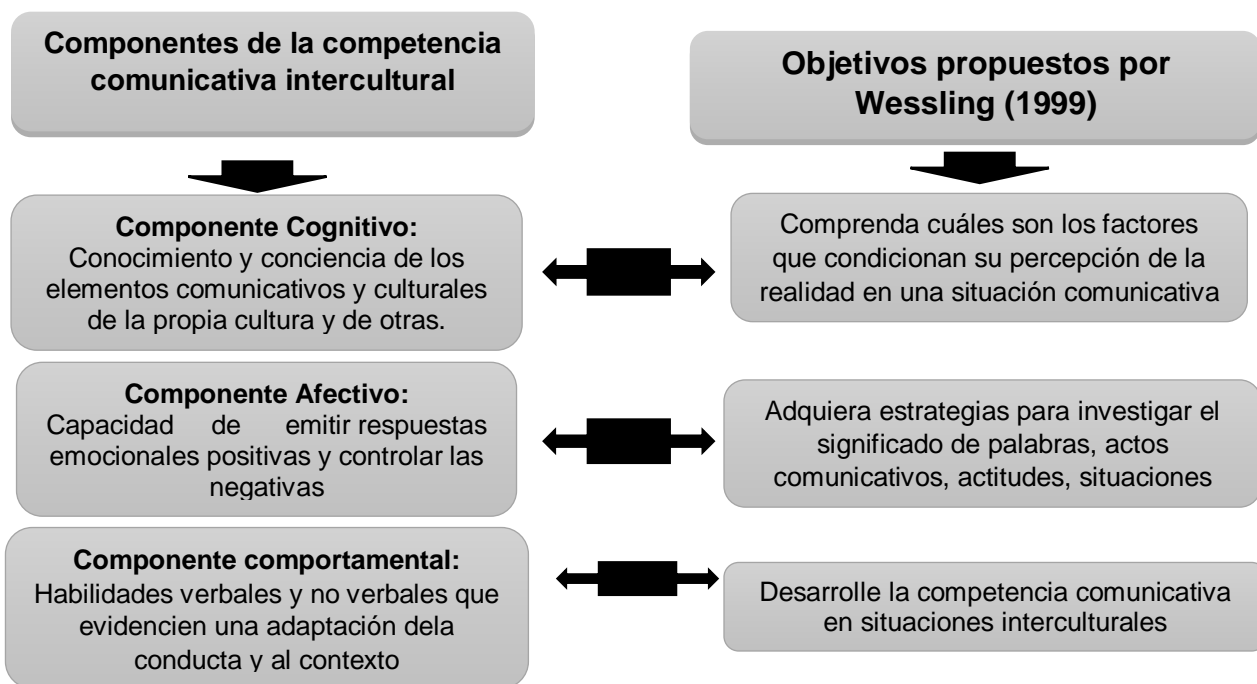 Componentes de la competencia
comunicativa intercultural
Objetivos propuestos por
Wessling (1999)
Componente Cognitivo:
Conocimiento y conciencia de los
elementos comunicativos y culturales
de la propia cultura y de otras.
Comprenda cuáles son los factores
que condicionan su percepción de la
realidad en una situación comunicativa
Componente Afectivo:
Capacidad de emitir respuestas
emocionales positivas y controlar las
negativas
Adquiera estrategias para investigar el
significado de palabras, actos
comunicativos, actitudes, situaciones
Componente comportamental:
Habilidades verbales y no verbales que
evidencien una adaptación dela
conducta y al contexto
Desarrolle la competencia comunicativa
en situaciones interculturales